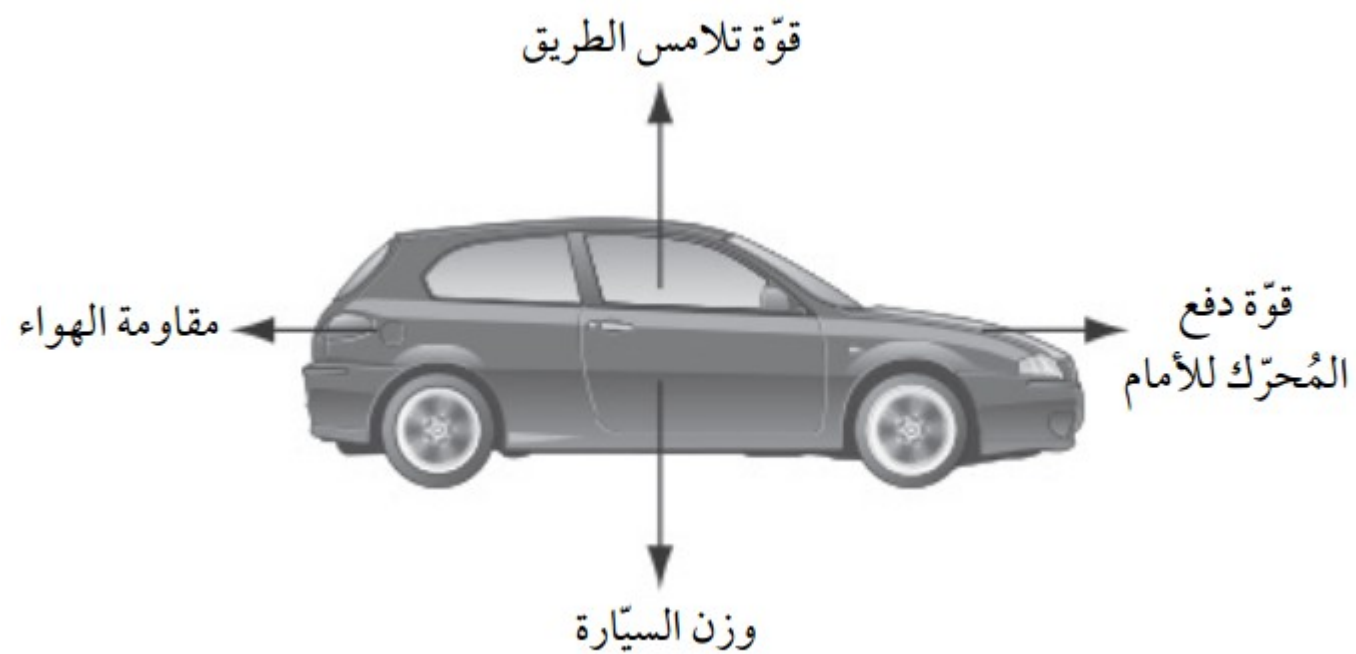 قوّة تلامس الطريق
مقاومة الهواء
قوّة دفع
المُحرّك للأمام
وزن السيّارة